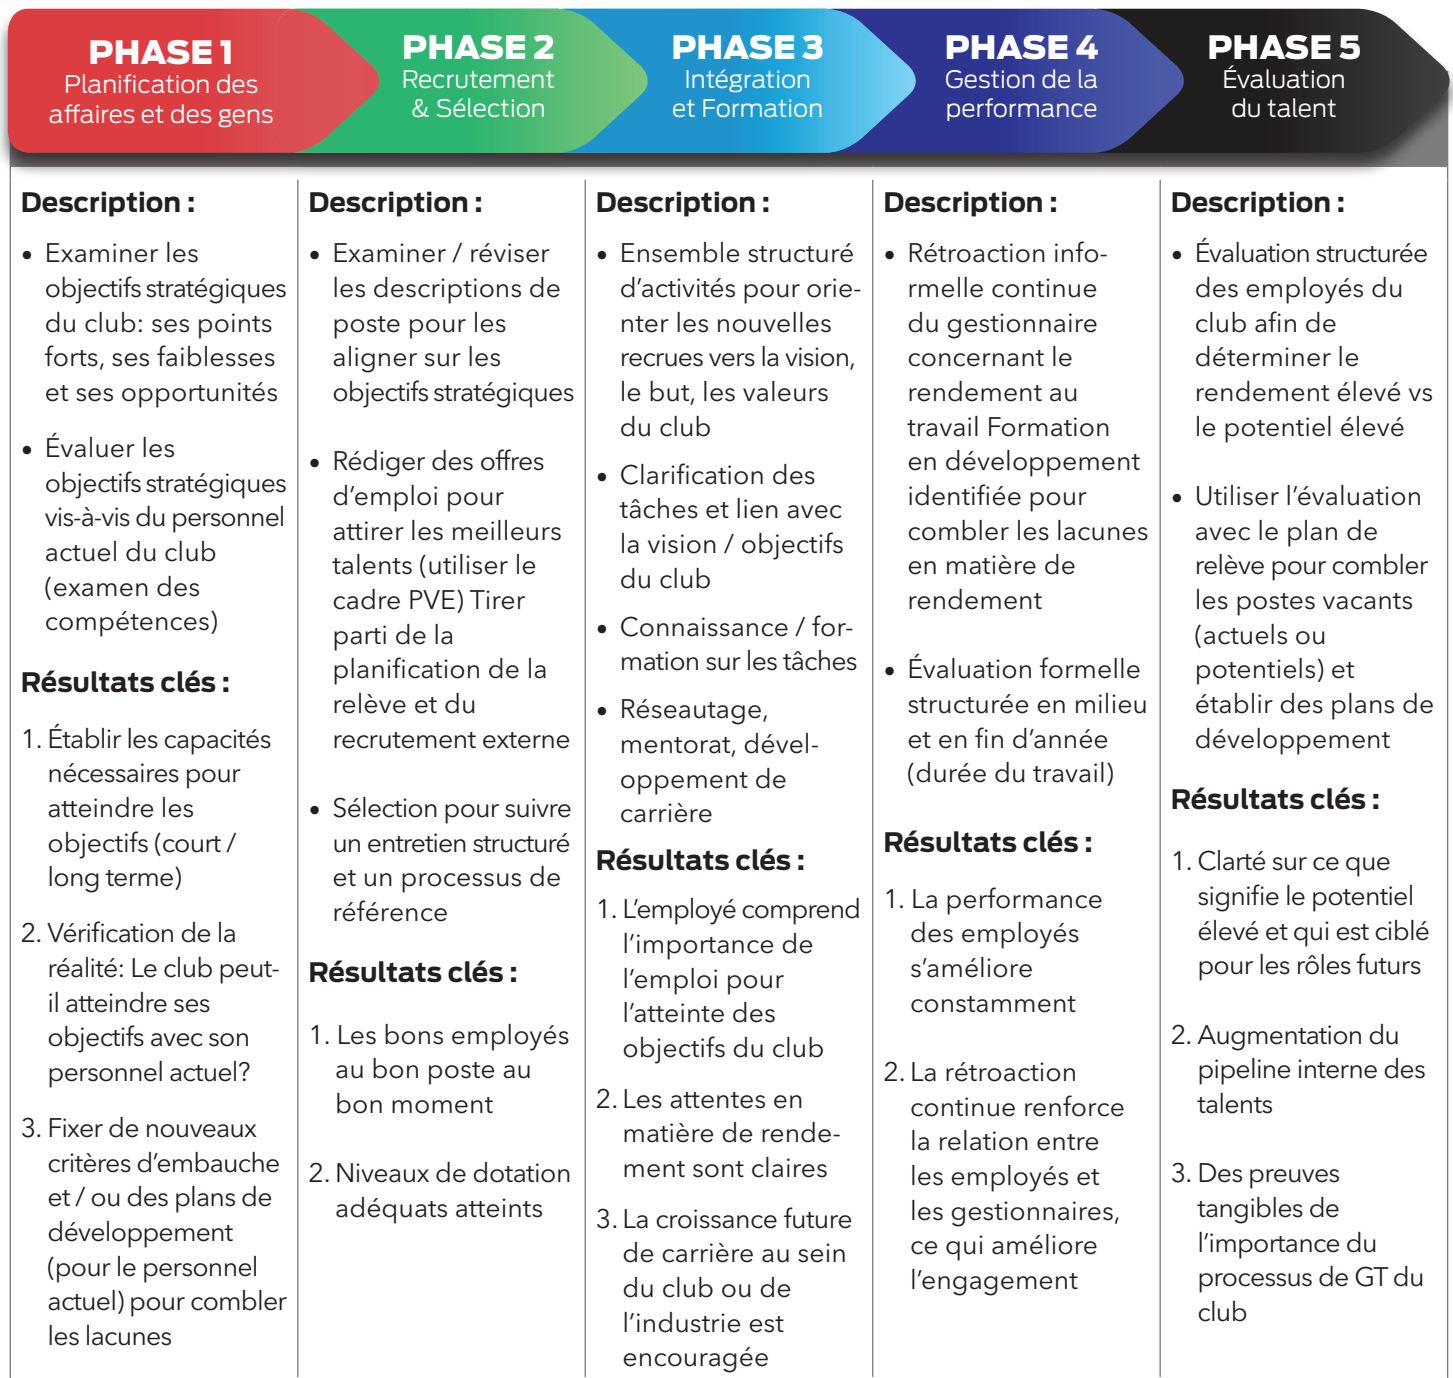 PHASE 1
Planification des
affaires et des gens
PHASE 2
Recrutement
& Sélection
PHASE 3
Intégration
et Formation
PHASE 4
Gestion de la
performance
PHASE 5
Évaluation
du talent
Description :
• Examiner les
objectifs stratégiques
du club: ses points
forts, ses faiblesses
et ses opportunités
• Évaluer les
objectifs stratégiques
vis-à-vis du personnel
actuel du club
(examen des
compétences)
Résultats clés :
1. Établir les capacités
nécessaires pour
atteindre les
objectifs (court /
long terme)
2. Vérification de la
réalité: Le club peut-
il atteindre ses
objectifs avec son
personnel actuel?
3. Fixer de nouveaux
critères d’embauche
et / ou des plans de
développement
(pour le personnel
actuel) pour combler
les lacunes
Description :
• Examiner / réviser
les descriptions de
poste pour les
aligner sur les
objectifs stratégiques
• Rédiger des offres
d’emploi pour
attirer les meilleurs
talents (utiliser le
cadre PVE) Tirer
parti de la
planification de la
relève et du
recrutement externe
• Sélection pour suivre
un entretien structuré
et un processus de
référence
Résultats clés :
1. Les bons employés
au bon poste au
bon moment
2. Niveaux de dotation
adéquats atteints
Description :
• Ensemble structuré
d’activités pour orie-
nter les nouvelles
recrues vers la vision,
le but, les valeurs
du club
• Clarification des
tâches et lien avec
la vision / objectifs
du club
• Connaissance / for-
mation sur les tâches
• Réseautage,
mentorat, dével-
oppement de
carrière
Résultats clés :
1. L’employé comprend
l’importance de
l’emploi pour
l’atteinte des
objectifs du club
2. Les attentes en
matière de rende-
ment sont claires
3. La croissance future
de carrière au sein
du club ou de
l’industrie est
encouragée
Description :
• Rétroaction info-
rmelle continue
du gestionnaire
concernant le
rendement au
travail Formation
en développement
identifiée pour
combler les lacunes
en matière de
rendement
• Évaluation formelle
structurée en milieu
et en fin d’année
(durée du travail)
Résultats clés :
1. La performance
des employés
s’améliore
constamment
2. La rétroaction
continue renforce
la relation entre
les employés et
les gestionnaires,
ce qui améliore
l’engagement
Description :
• Évaluation structurée
des employés du
club afin de
déterminer le
rendement élevé vs
le potentiel élevé
• Utiliser l’évaluation
avec le plan de
relève pour combler
les postes vacants
(actuels ou
potentiels) et
établir des plans de
développement
Résultats clés :
1. Clarté sur ce que
signifie le potentiel
élevé et qui est ciblé
pour les rôles futurs
2. Augmentation du
pipeline interne des
talents
3. Des preuves
tangibles de
l’importance du
processus de GT du
club